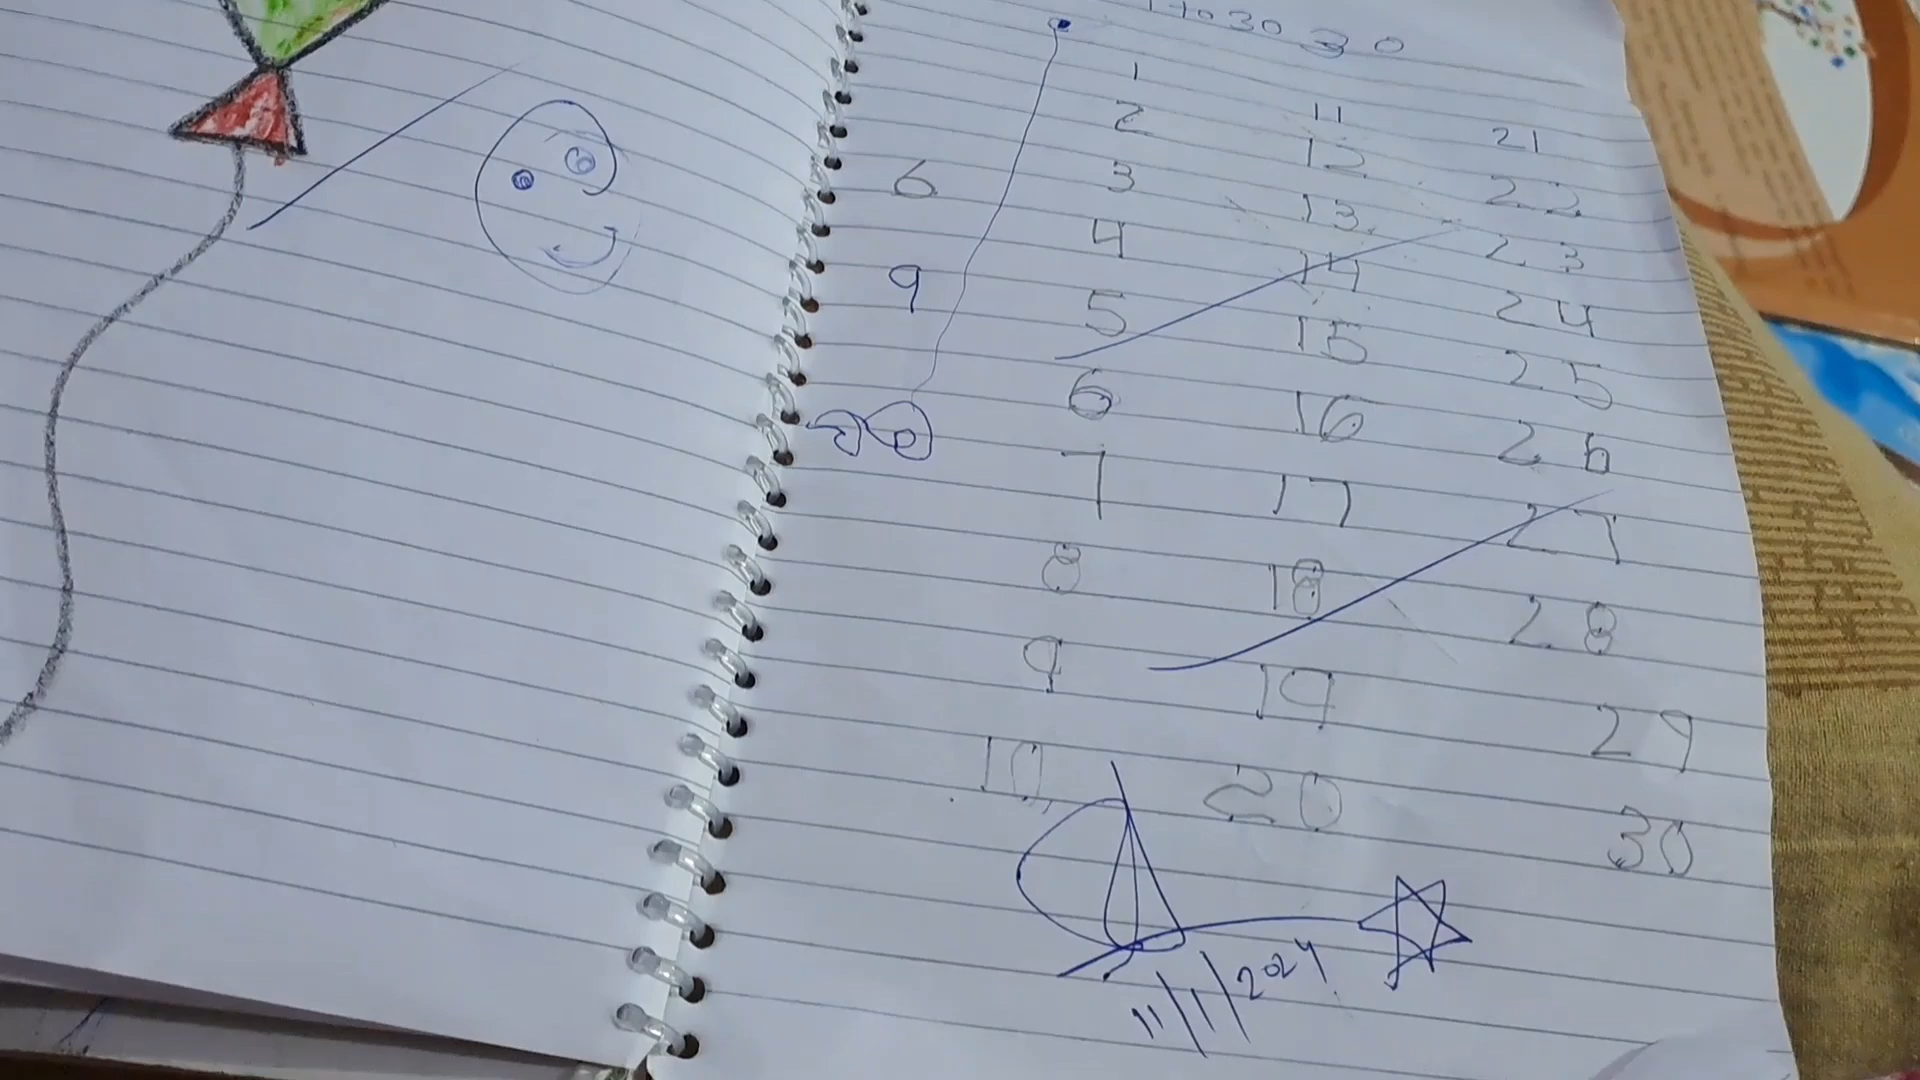 1 to 30 30
1 11 21
2 12 22
6 3 13 23
4 14 24
9 5 15 25
6 16 26
7 17 27
8 18 28
9 19 29
10 20 30
11/1/2024